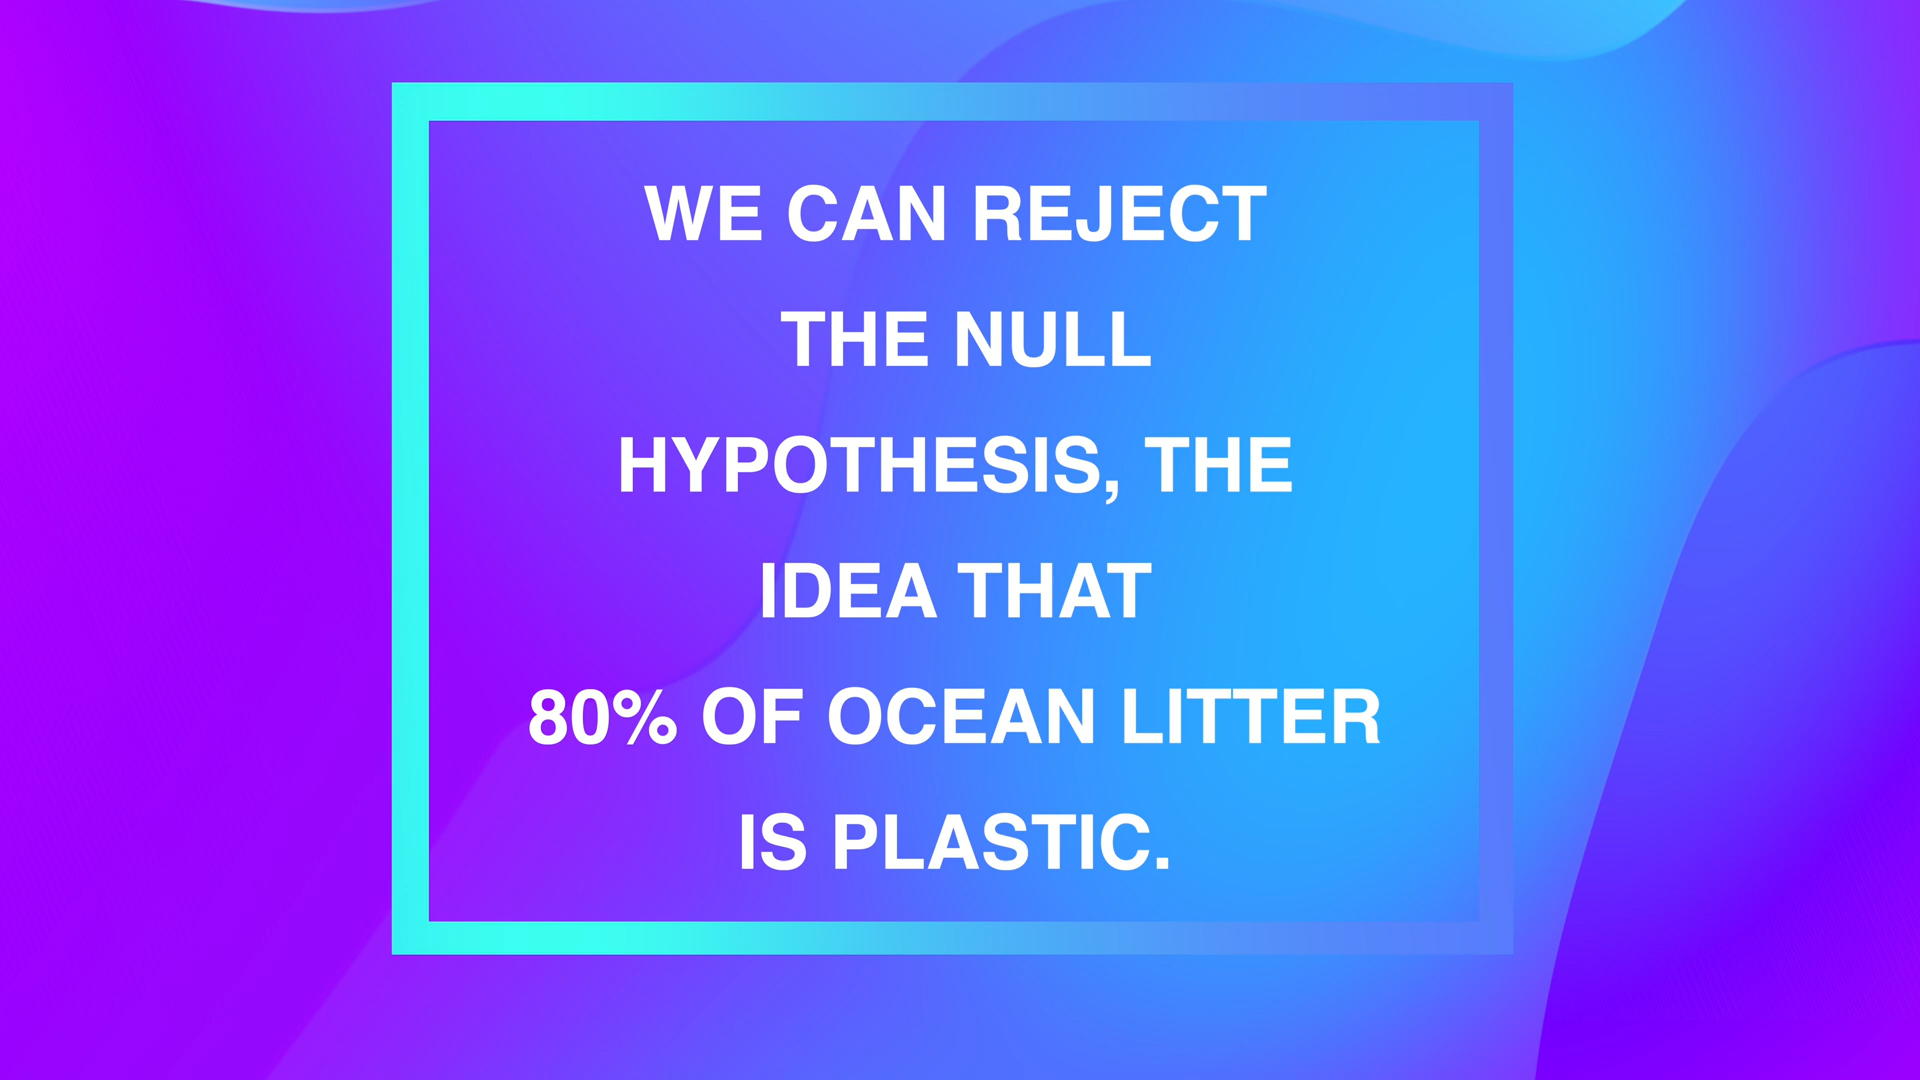 WE CAN REJECT
THE NULL
HYPOTHESIS, THE
IDEA THAT
80% OF OCEAN LITTER
IS PLASTIC.